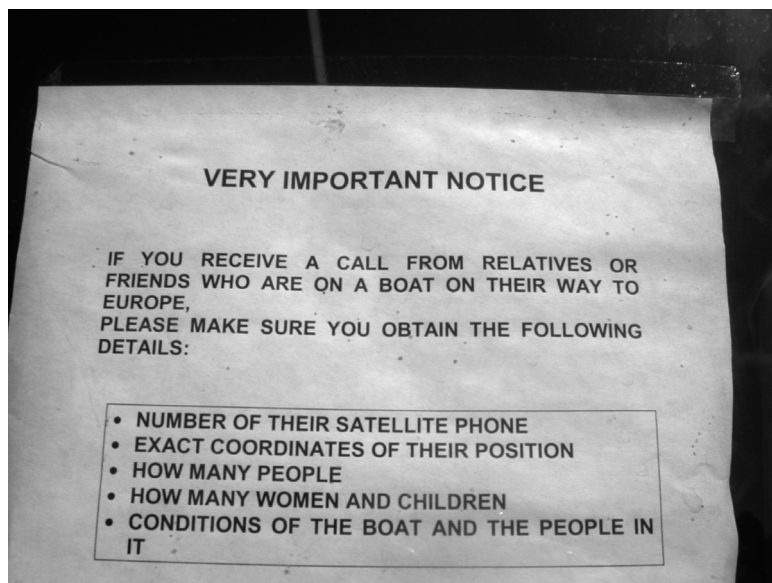 VERY IMPORTANT NOTICE
IF YOU RECEIVE A CALL FROM RELATIVES OR
FRIENDS WHO ARE ON A BOAT ON THEIR WAY TO
EUROPE,
PLEASE MAKE SURE YOU OBTAIN THE FOLLOWING
DETAILS:
• NUMBER OF THEIR SATELLITE PHONE
• EXACT COORDINATES OF THEIR POSITION
• HOW MANY PEOPLE
• HOW MANY WOMEN AND CHILDREN
• CONDITIONS OF THE BOAT AND THE PEOPLE IN
IT